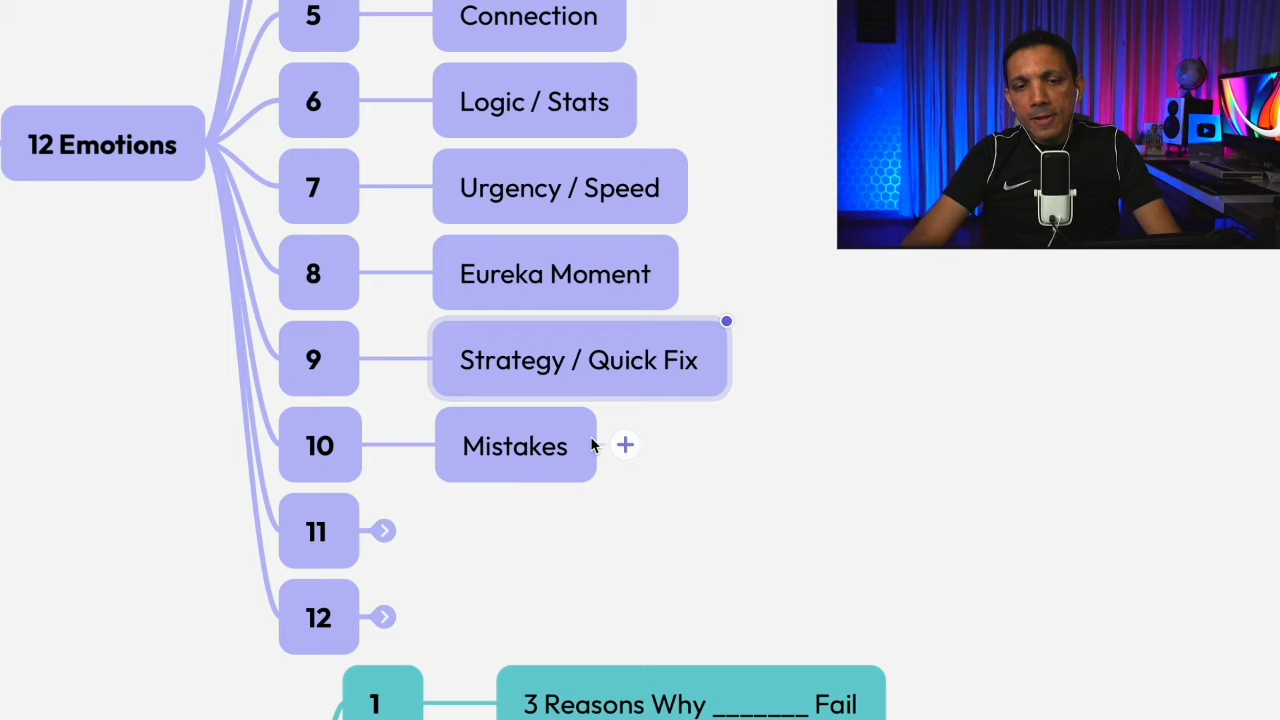 5
Connection
6
Logic / Stats
12 Emotions
7
Urgency / Speed
8
Eureka Moment
9
Strategy / Quick Fix
10
Mistakes
11
12
1
3 Reasons Why _______ Fail